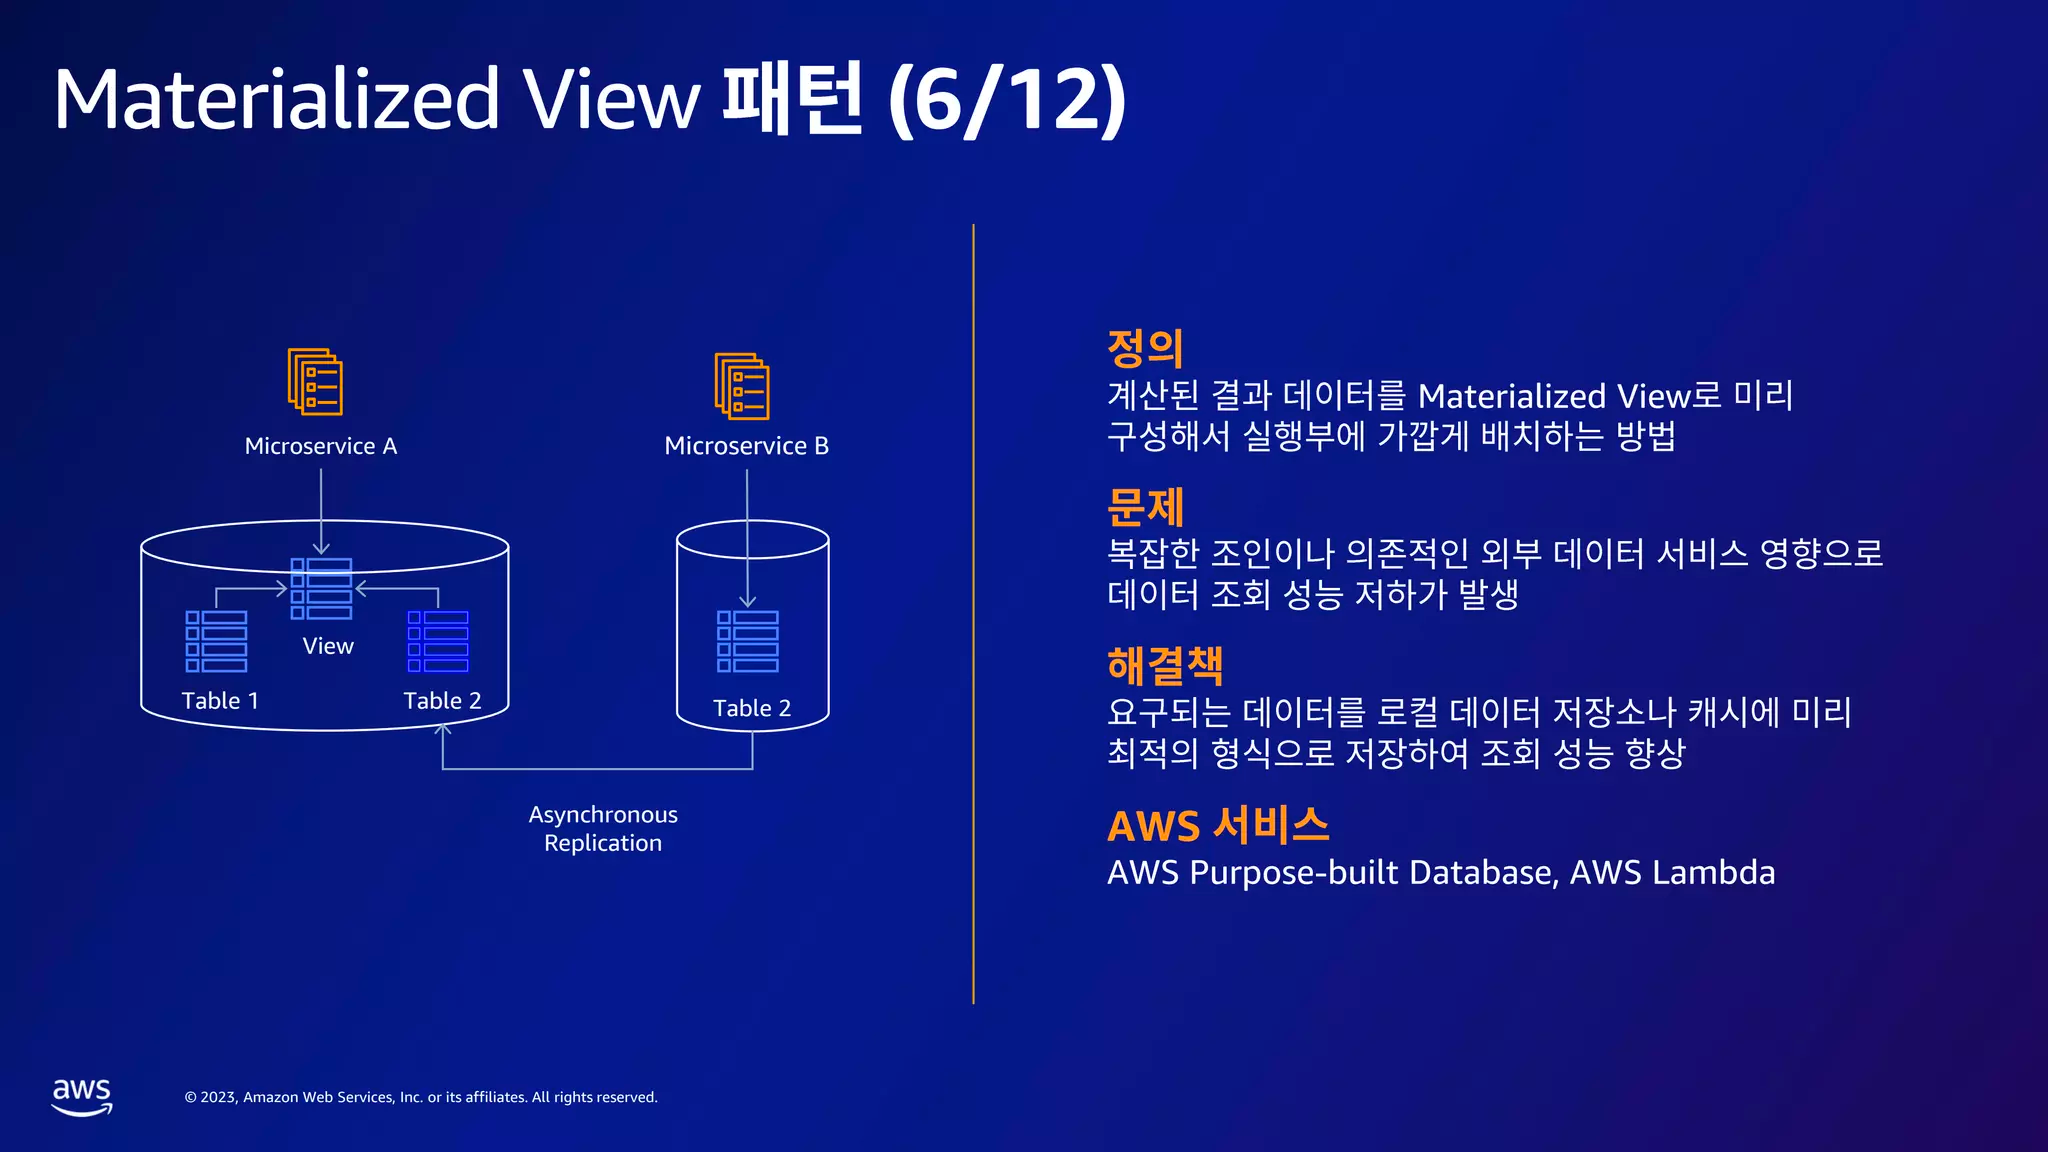 Materialized View 패턴 (6/12)
Microservice A
Microservice B
View
Table 1
Table 2
Table 2
Asynchronous
Replication
정의
계산된 결과 데이터를 Materialized View로 미리
구성해서 실행부에 가깝게 배치하는 방법
문제
복잡한 조인이나 의존적인 외부 데이터 서비스 영향으로
데이터 조회 성능 저하가 발생
해결책
요구되는 데이터를 로컬 데이터 저장소나 캐시에 미리
최적의 형식으로 저장하여 조회 성능 향상
AWS 서비스
AWS Purpose-built Database, AWS Lambda
aws
© 2023, Amazon Web Services, Inc. or its affiliates. All rights reserved.